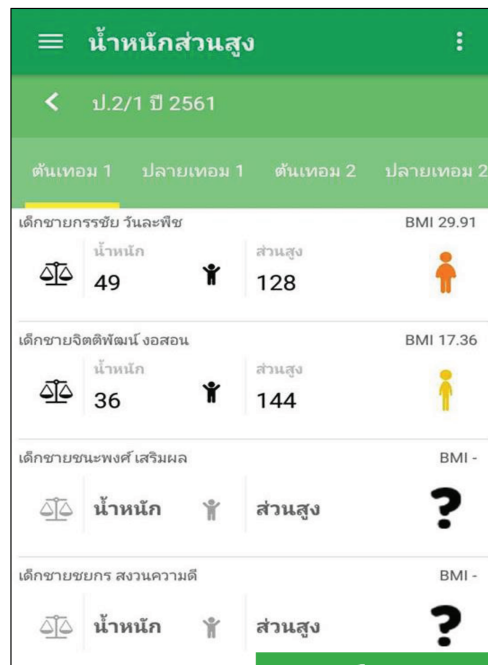 น้ำหนักส่วนสูง
ป.2/1 ปี 2561
ต้นเทอม 1 ปลายเทอม 1 ต้นเทอม 2 ปลายเทอม 2
เด็กชายกรรชัย วันละพืช BMI 29.91
น้ำหนัก ส่วนสูง
49 128
เด็กชายจิตติพัฒน์ งอสอน BMI 17.36
น้ำหนัก ส่วนสูง
36 144
เด็กชายชนะพงศ์ เสริมผล BMI -
น้ำหนัก ส่วนสูง
เด็กชายชยกร สงวนความดี BMI -
น้ำหนัก ส่วนสูง